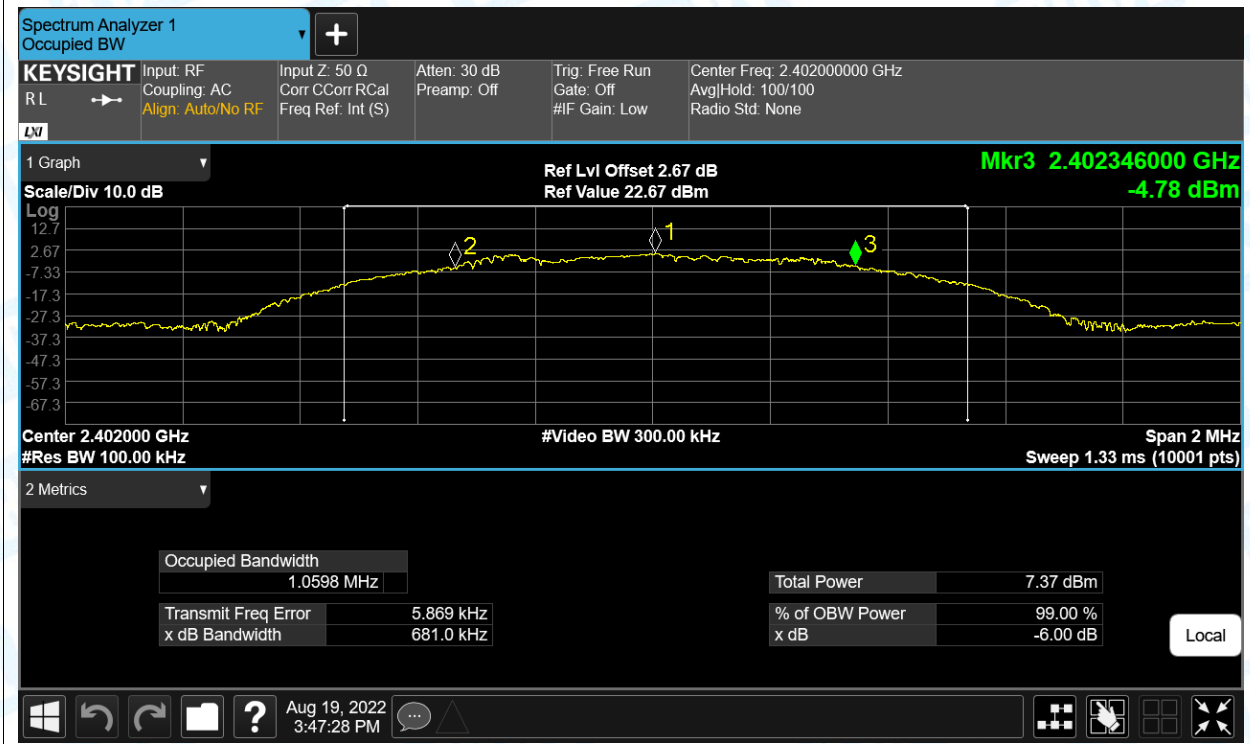 Spectrum Analyzer 1
Occupied BW
KEYSIGHT
R L
LXI
Input: RF
Coupling: AC
Align: Auto/No RF
Input Z: 50 Ω
Corr CCorr RCal
Freq Ref: Int (S)
Atten: 30 dB
Preamp: Off
Trig: Free Run
Gate: Off
#IF Gain: Low
Center Freq: 2.402000000 GHz
Avg|Hold: 100/100
Radio Std: None
1 Graph
Scale/Div 10.0 dB
Ref Lvl Offset 2.67 dB
Ref Value 22.67 dBm
Mkr3 2.402346000 GHz
-4.78 dBm
Log
12.7
2.67
-7.33
-17.3
-27.3
-37.3
-47.3
-57.3
-67.3
2
1
3
Center 2.402000 GHz
#Res BW 100.00 kHz
#Video BW 300.00 kHz
Span 2 MHz
Sweep 1.33 ms (10001 pts)
2 Metrics
Occupied Bandwidth
1.0598 MHz
Transmit Freq Error 5.869 kHz
x dB Bandwidth 681.0 kHz
Total Power 7.37 dBm
% of OBW Power 99.00 %
x dB -6.00 dB
Local
?
Aug 19, 2022
3:47:28 PM